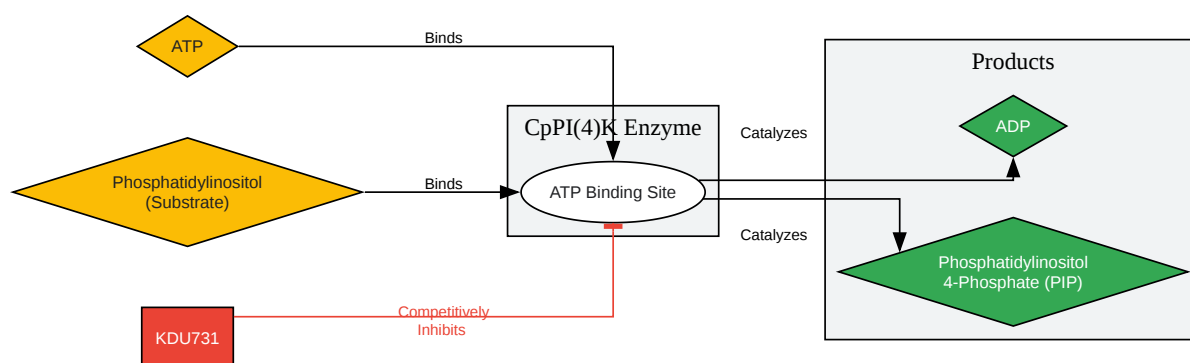 ATP
Binds
Phosphatidylinositol
(Substrate)
Binds
KDU731
Competitively
Inhibits
CpPI(4)K Enzyme
ATP Binding Site
Catalyzes
Catalyzes
Products
ADP
Phosphatidylinositol
4-Phosphate (PIP)